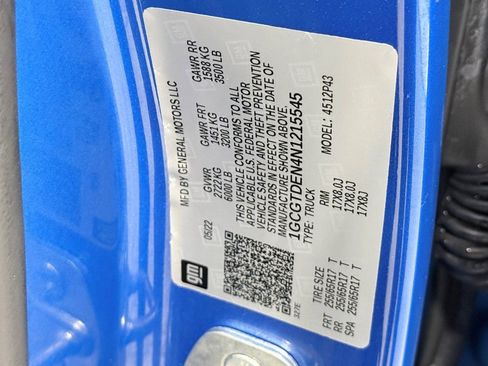 MFD BY GENERAL MOTORS LLC
05/22 GVWR GAWR FRT GAWR RR
2722 KG 1451 KG 1588 KG
6000 LB 3200 LB 3500 LB
THIS VEHICLE CONFORMS TO ALL
APPLICABLE U.S. FEDERAL MOTOR
VEHICLE SAFETY AND THEFT PREVENTION
STANDARDS IN EFFECT ON THE DATE OF
MANUFACTURE SHOWN ABOVE.
1GCGTDEN4N1215545
TYPE: TRUCK MODEL: 4512P43
gm
327E
TIRE SIZE RIM
FRT 255/65R17 T 17X8.0J
RR 255/65R17 T 17X8.0J
SPA 255/65R17 T 17X8J